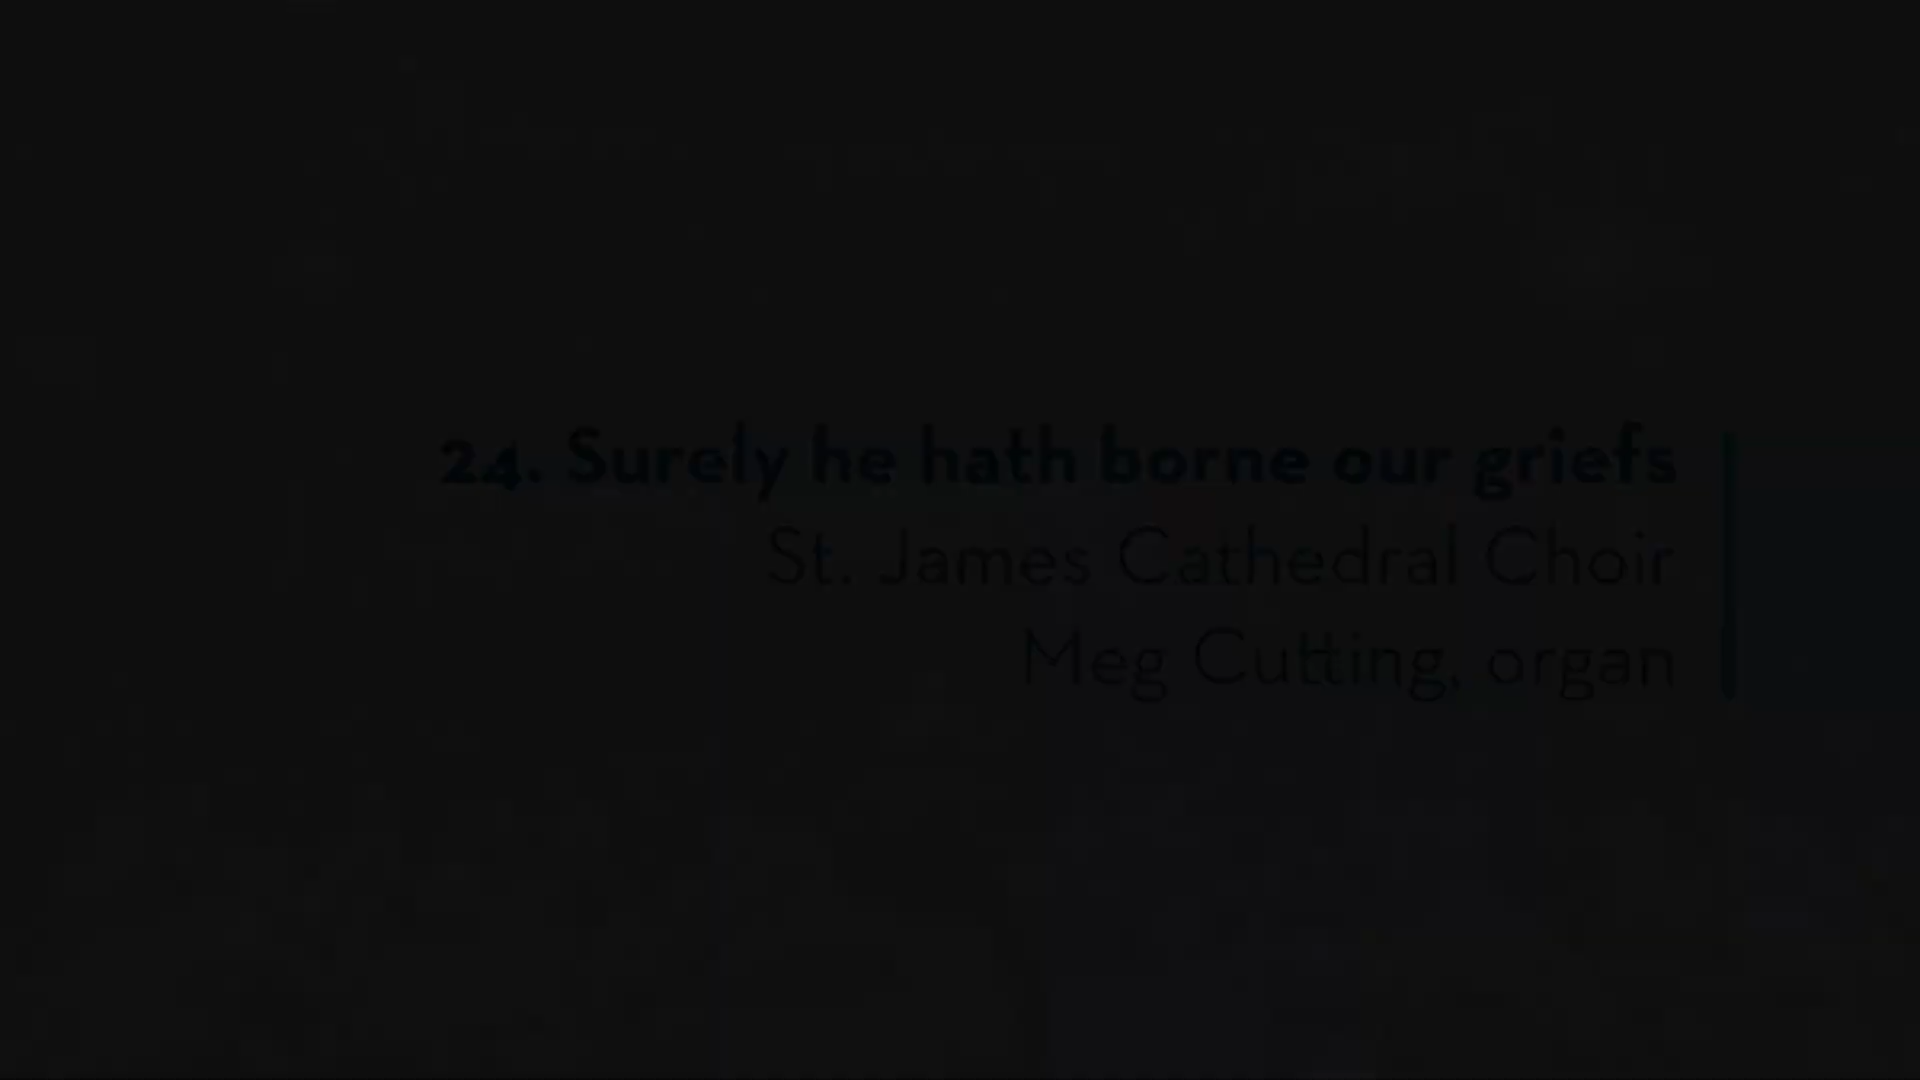 24. Surely he hath borne our griefs
St. James Cathedral Choir
Meg Cutting, organ